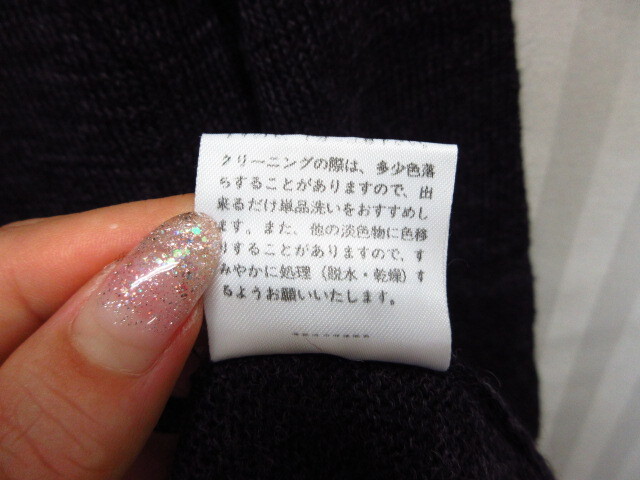 クリーニングの際は、多少色落
ちすることがありますので、出
来るだけ単品洗いをおすすめし
ます。また、他の淡色物に色移
りすることがありますので、す
みやかに処理（脱水・乾燥）す
るようお願いいたします。